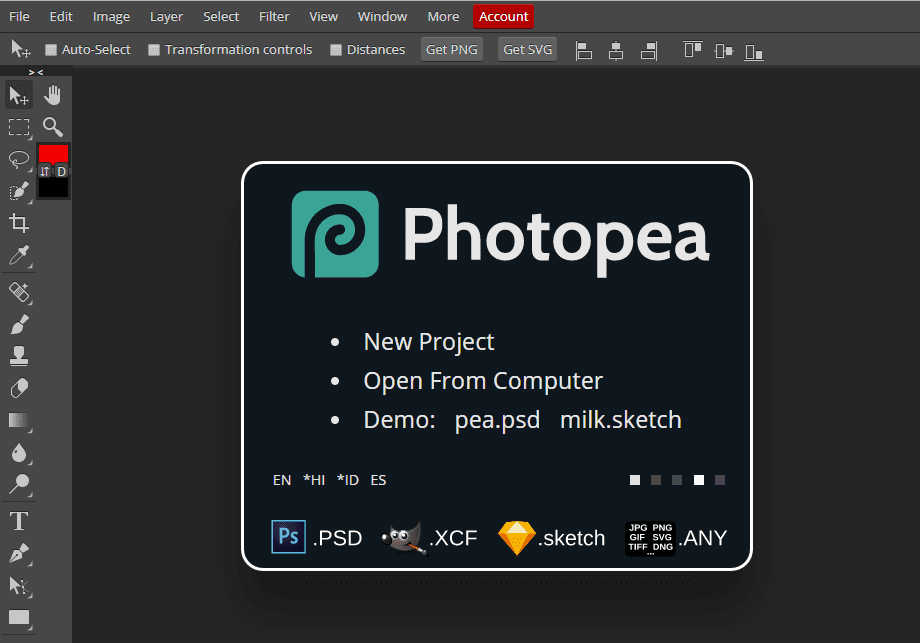 File Edit Image Layer Select Filter View Window More Account
Auto-Select Transformation controls Distances Get PNG Get SVG
> <
D
Photopea
New Project
Open From Computer
Demo: pea.psd milk.sketch
EN *HI *ID ES
Ps .PSD .XCF .sketch JPG PNG .ANY
GIF SVG
TIFF DNG
...
T